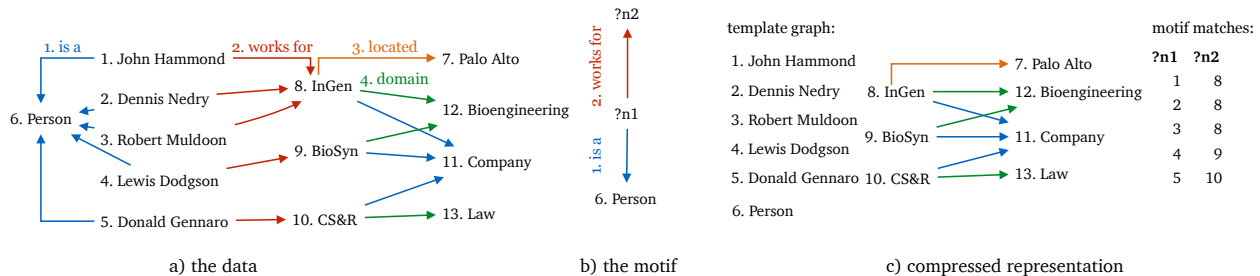 1. is a
1. John Hammond
2. works for
3. located
7. Palo Alto
4. domain
8. InGen
2. Dennis Nedry
12. Bioengineering
6. Person
3. Robert Muldoon
9. BioSyn
11. Company
4. Lewis Dodgson
5. Donald Gennaro
10. CS&R
13. Law
a) the data
?n2
2. works for
?n1
1. is a
6. Person
b) the motif
template graph:
1. John Hammond
7. Palo Alto
2. Dennis Nedry
8. InGen
12. Bioengineering
3. Robert Muldoon
9. BioSyn
11. Company
4. Lewis Dodgson
5. Donald Gennaro
10. CS&R
13. Law
6. Person
motif matches:
?n1 ?n2
1 8
2 8
3 8
4 9
5 10
c) compressed representation